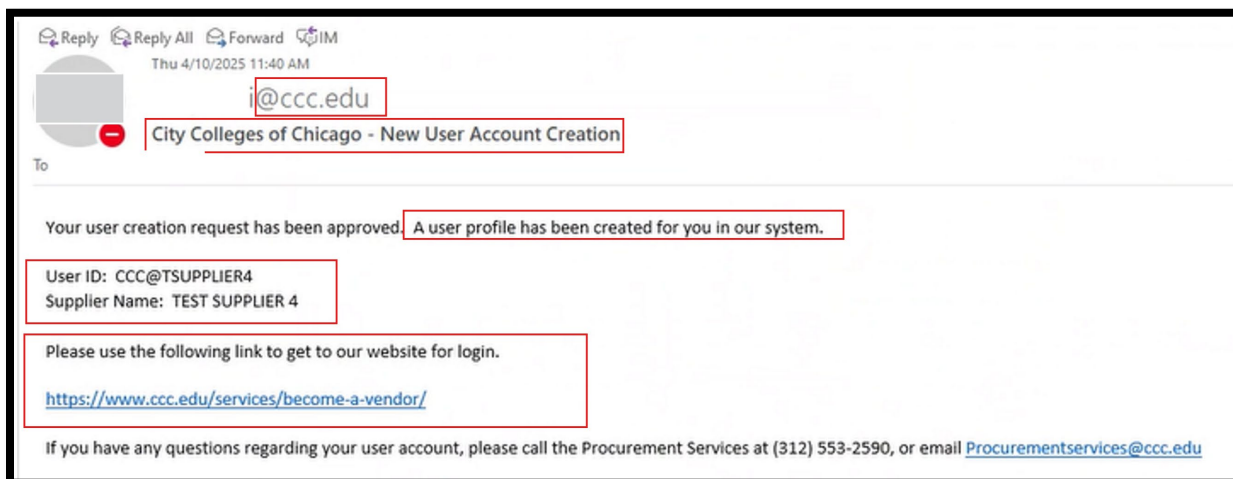 Reply Reply All Forward IM
Thu 4/10/2025 11:40 AM
i@ccc.edu
City Colleges of Chicago - New User Account Creation
To
Your user creation request has been approved. A user profile has been created for you in our system.
User ID: CCC@TSUPPLIER4
Supplier Name: TEST SUPPLIER 4
Please use the following link to get to our website for login.
https://www.ccc.edu/services/become-a-vendor/
If you have any questions regarding your user account, please call the Procurement Services at (312) 553-2590, or email Procurementservices@ccc.edu